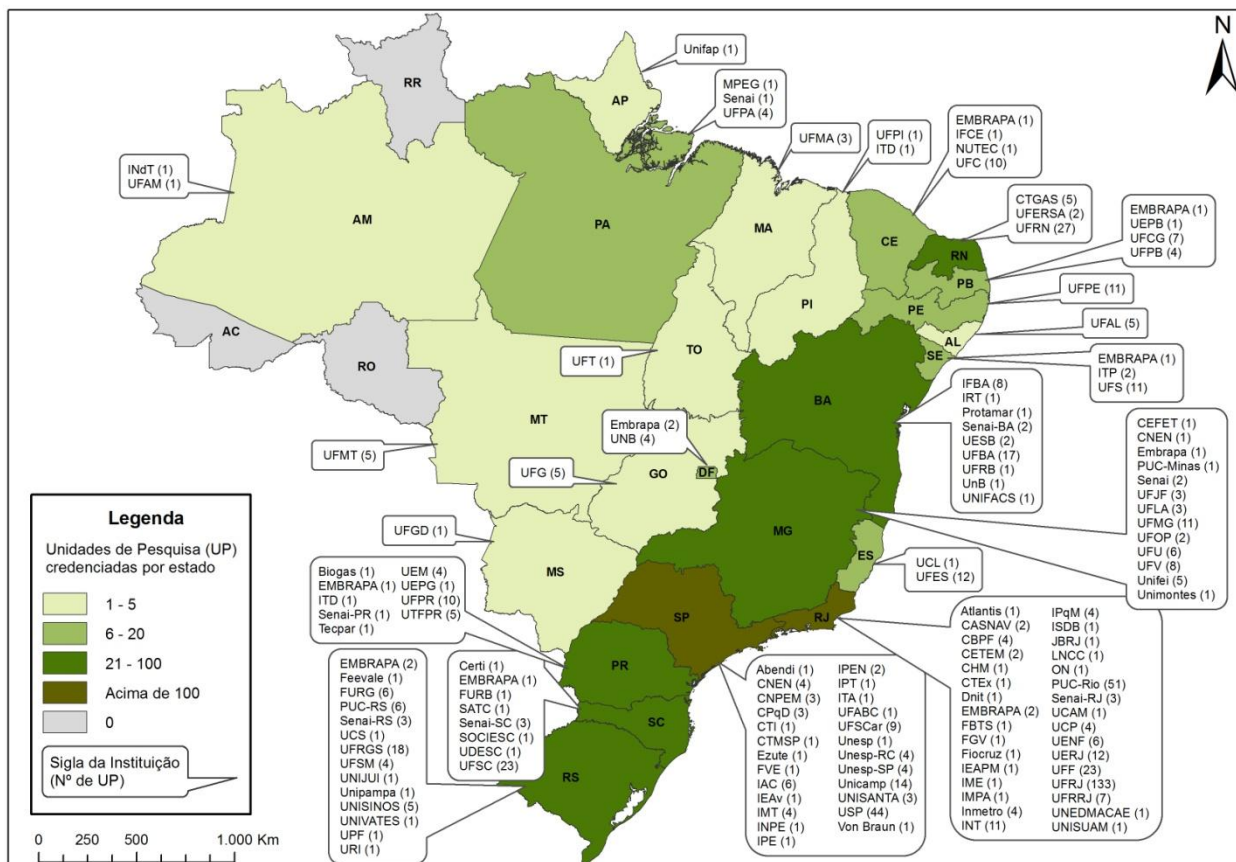 N
RR
AP
AM
PA
MA
CE
RN
PB
PE
AL
SE
PI
TO
AC
RO
MT
BA
DF
GO
MG
ES
MS
SP
RJ
PR
SC
RS
Unifap (1)
MPEG (1)
Senai (1)
UFPA (4)
UFMA (3)
UFPI (1)
ITD (1)
EMBRAPA (1)
IFCE (1)
NUTEC (1)
UFC (10)
INdT (1)
UFAM (1)
CTGAS (5)
UFERSA (2)
UFRN (27)
EMBRAPA (1)
UEPB (1)
UFCG (7)
UFPB (4)
UFPE (11)
UFAL (5)
EMBRAPA (1)
ITP (2)
UFS (11)
UFT (1)
IFBA (8)
IRT (1)
Protamar (1)
Senai-BA (2)
UESB (2)
UFBA (17)
UFRB (1)
UnB (1)
UNIFACS (1)
Embrapa (2)
UNB (4)
UFMT (5)
UFG (5)
CEFET (1)
CNEN (1)
Embrapa (1)
PUC-Minas (1)
Senai (2)
UFJF (3)
UFLA (3)
UFMG (11)
UFOP (2)
UFU (6)
UFV (8)
Unifei (5)
Unimontes (1)
UFGD (1)
UCL (1)
UFES (12)
Biogas (1)
EMBRAPA (1)
ITD (1)
Senai-PR (1)
Tecpar (1)
UEM (4)
UEPG (1)
UFPR (10)
UTFPR (5)
EMBRAPA (2)
Feevale (1)
FURG (6)
PUC-RS (6)
Senai-RS (3)
UCS (1)
UFRGS (18)
UFSM (4)
UNIJUI (1)
Unipampa (1)
UNISINOS (5)
UNIVATES (1)
UPF (1)
URI (1)
Certi (1)
EMBRAPA (1)
FURB (1)
SATC (1)
Senai-SC (3)
SOCIESC (1)
UDESC (1)
UFSC (23)
Abendi (1)
CNEN (4)
CNPEM (3)
CPqD (3)
CTI (1)
CTMSP (1)
Ezute (1)
FVE (1)
IAC (6)
IEAv (1)
IMT (4)
INPE (1)
IPE (1)
IPEN (2)
IPT (1)
ITA (1)
UFABC (1)
UFSCar (9)
Unesp (1)
Unesp-RC (4)
Unesp-SP (4)
Unicamp (14)
UNISANTA (3)
USP (44)
Von Braun (1)
Atlantis (1)
CASNAV (2)
CBPF (4)
CETEM (2)
CHM (1)
CTEx (1)
Dnit (1)
EMBRAPA (2)
FBTS (1)
FGV (1)
Fiocruz (1)
IEAPM (1)
IME (1)
IMPA (1)
Inmetro (4)
INT (11)
IPqM (4)
ISDB (1)
JBRJ (1)
LNCC (1)
ON (1)
PUC-Rio (51)
Senai-RJ (3)
UCAM (1)
UCP (4)
UENF (6)
UERJ (12)
UFF (23)
UFRJ (133)
UFRRJ (7)
UNEDMACAE (1)
UNISUAM (1)
Legenda
Unidades de Pesquisa (UP)
credenciadas por estado
1 - 5
6 - 20
21 - 100
Acima de 100
0
Sigla da Instituição
(Nº de UP)
0 250 500 1.000 Km